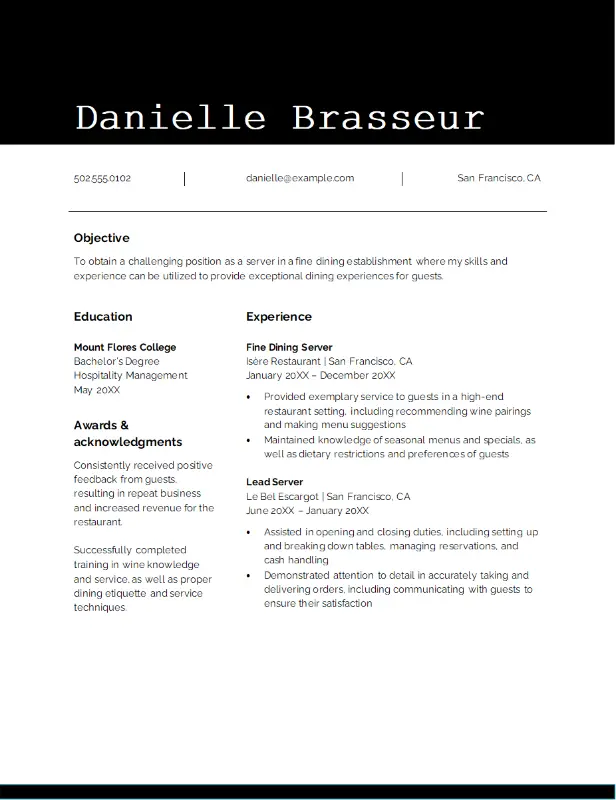 Danielle Brasseur
502.555.0102 danielle@example.com San Francisco, CA
Objective
To obtain a challenging position as a server in a fine dining establishment where my skills and
experience can be utilized to provide exceptional dining experiences for guests.
Education
Mount Flores College
Bachelor's Degree
Hospitality Management
May 20XX
Awards &
acknowledgments
Consistently received positive
feedback from guests,
resulting in repeat business
and increased revenue for the
restaurant.
Successfully completed
training in wine knowledge
and service, as well as proper
dining etiquette and service
techniques.
Experience
Fine Dining Server
Isère Restaurant | San Francisco, CA
January 20XX – December 20XX
• Provided exemplary service to guests in a high-end
restaurant setting, including recommending wine pairings
and making menu suggestions
• Maintained knowledge of seasonal menus and specials, as
well as dietary restrictions and preferences of guests
Lead Server
Le Bel Escargot | San Francisco, CA
June 20XX – January 20XX
• Assisted in opening and closing duties, including setting up
and breaking down tables, managing reservations, and
cash handling
• Demonstrated attention to detail in accurately taking and
delivering orders, including communicating with guests to
ensure their satisfaction